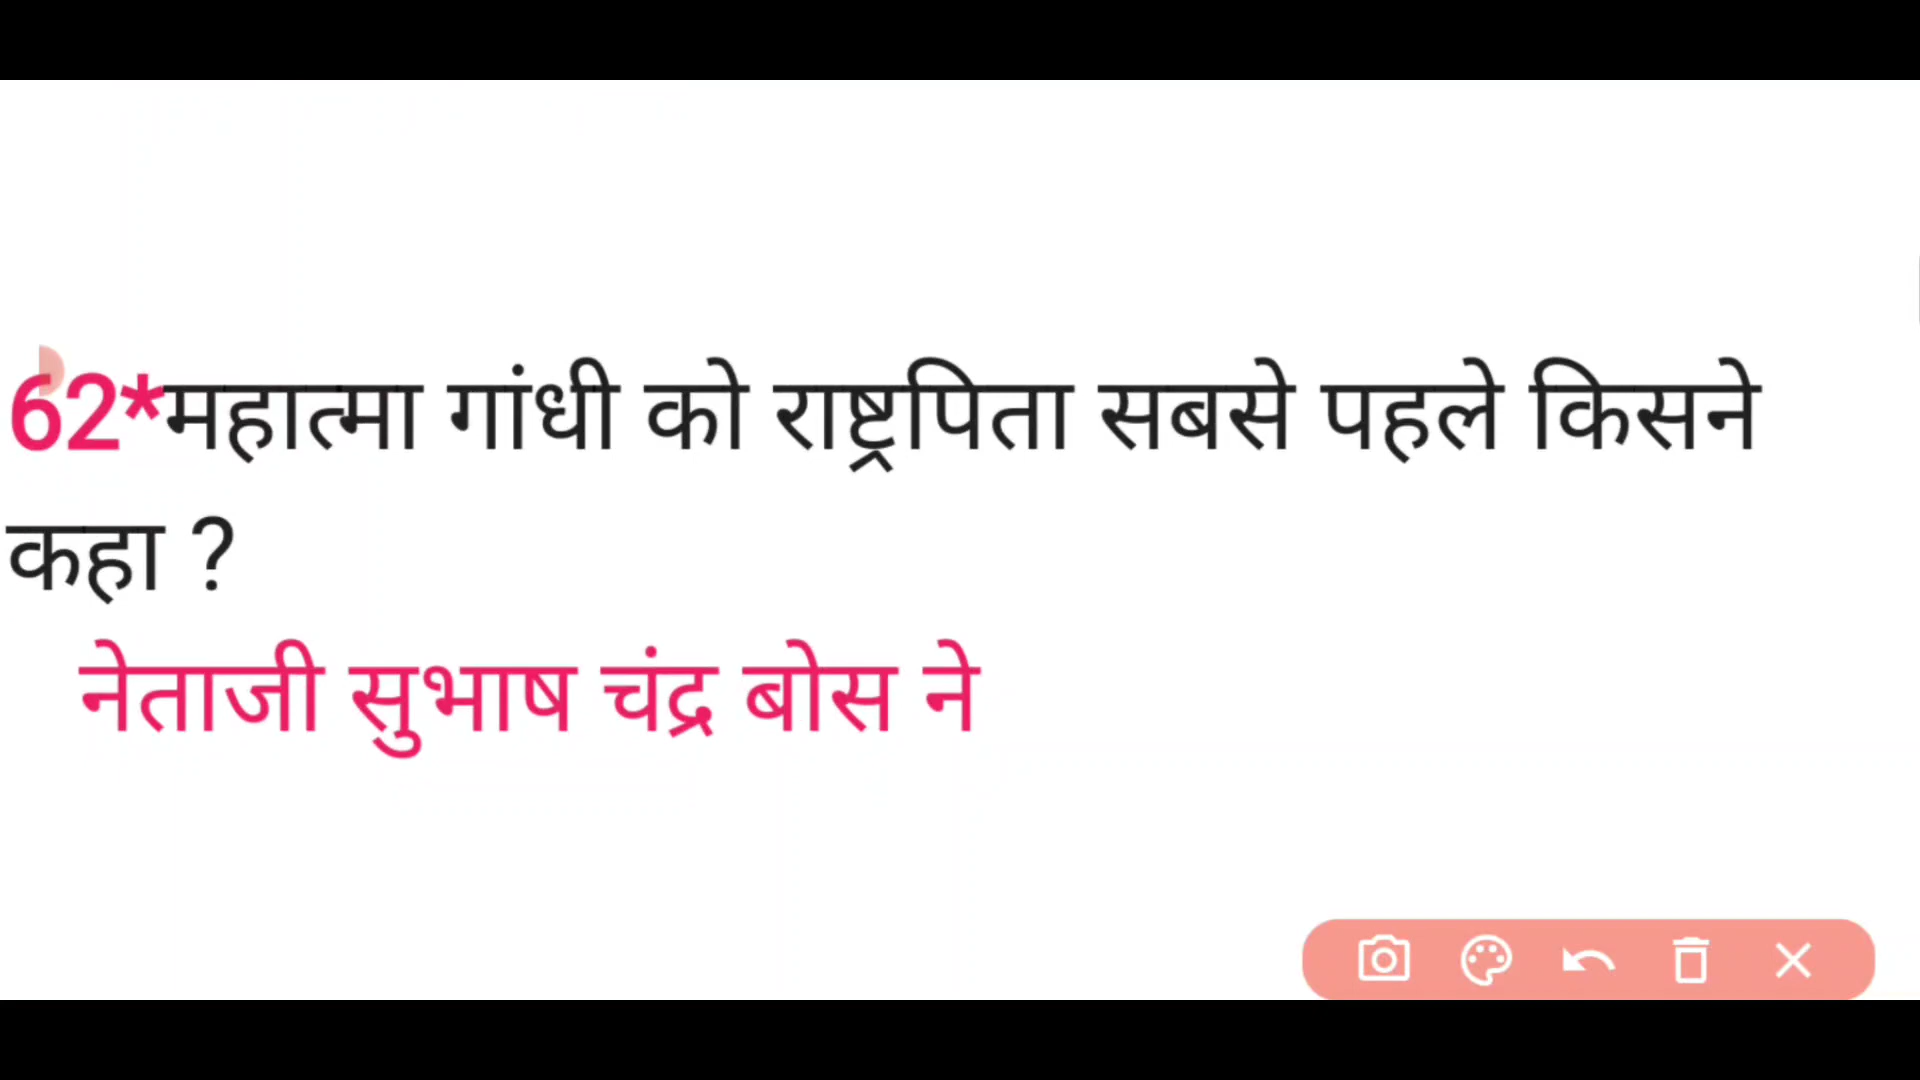 62*महात्मा गांधी को राष्ट्रपिता सबसे पहले किसने
कहा ?
नेताजी सुभाष चंद्र बोस ने